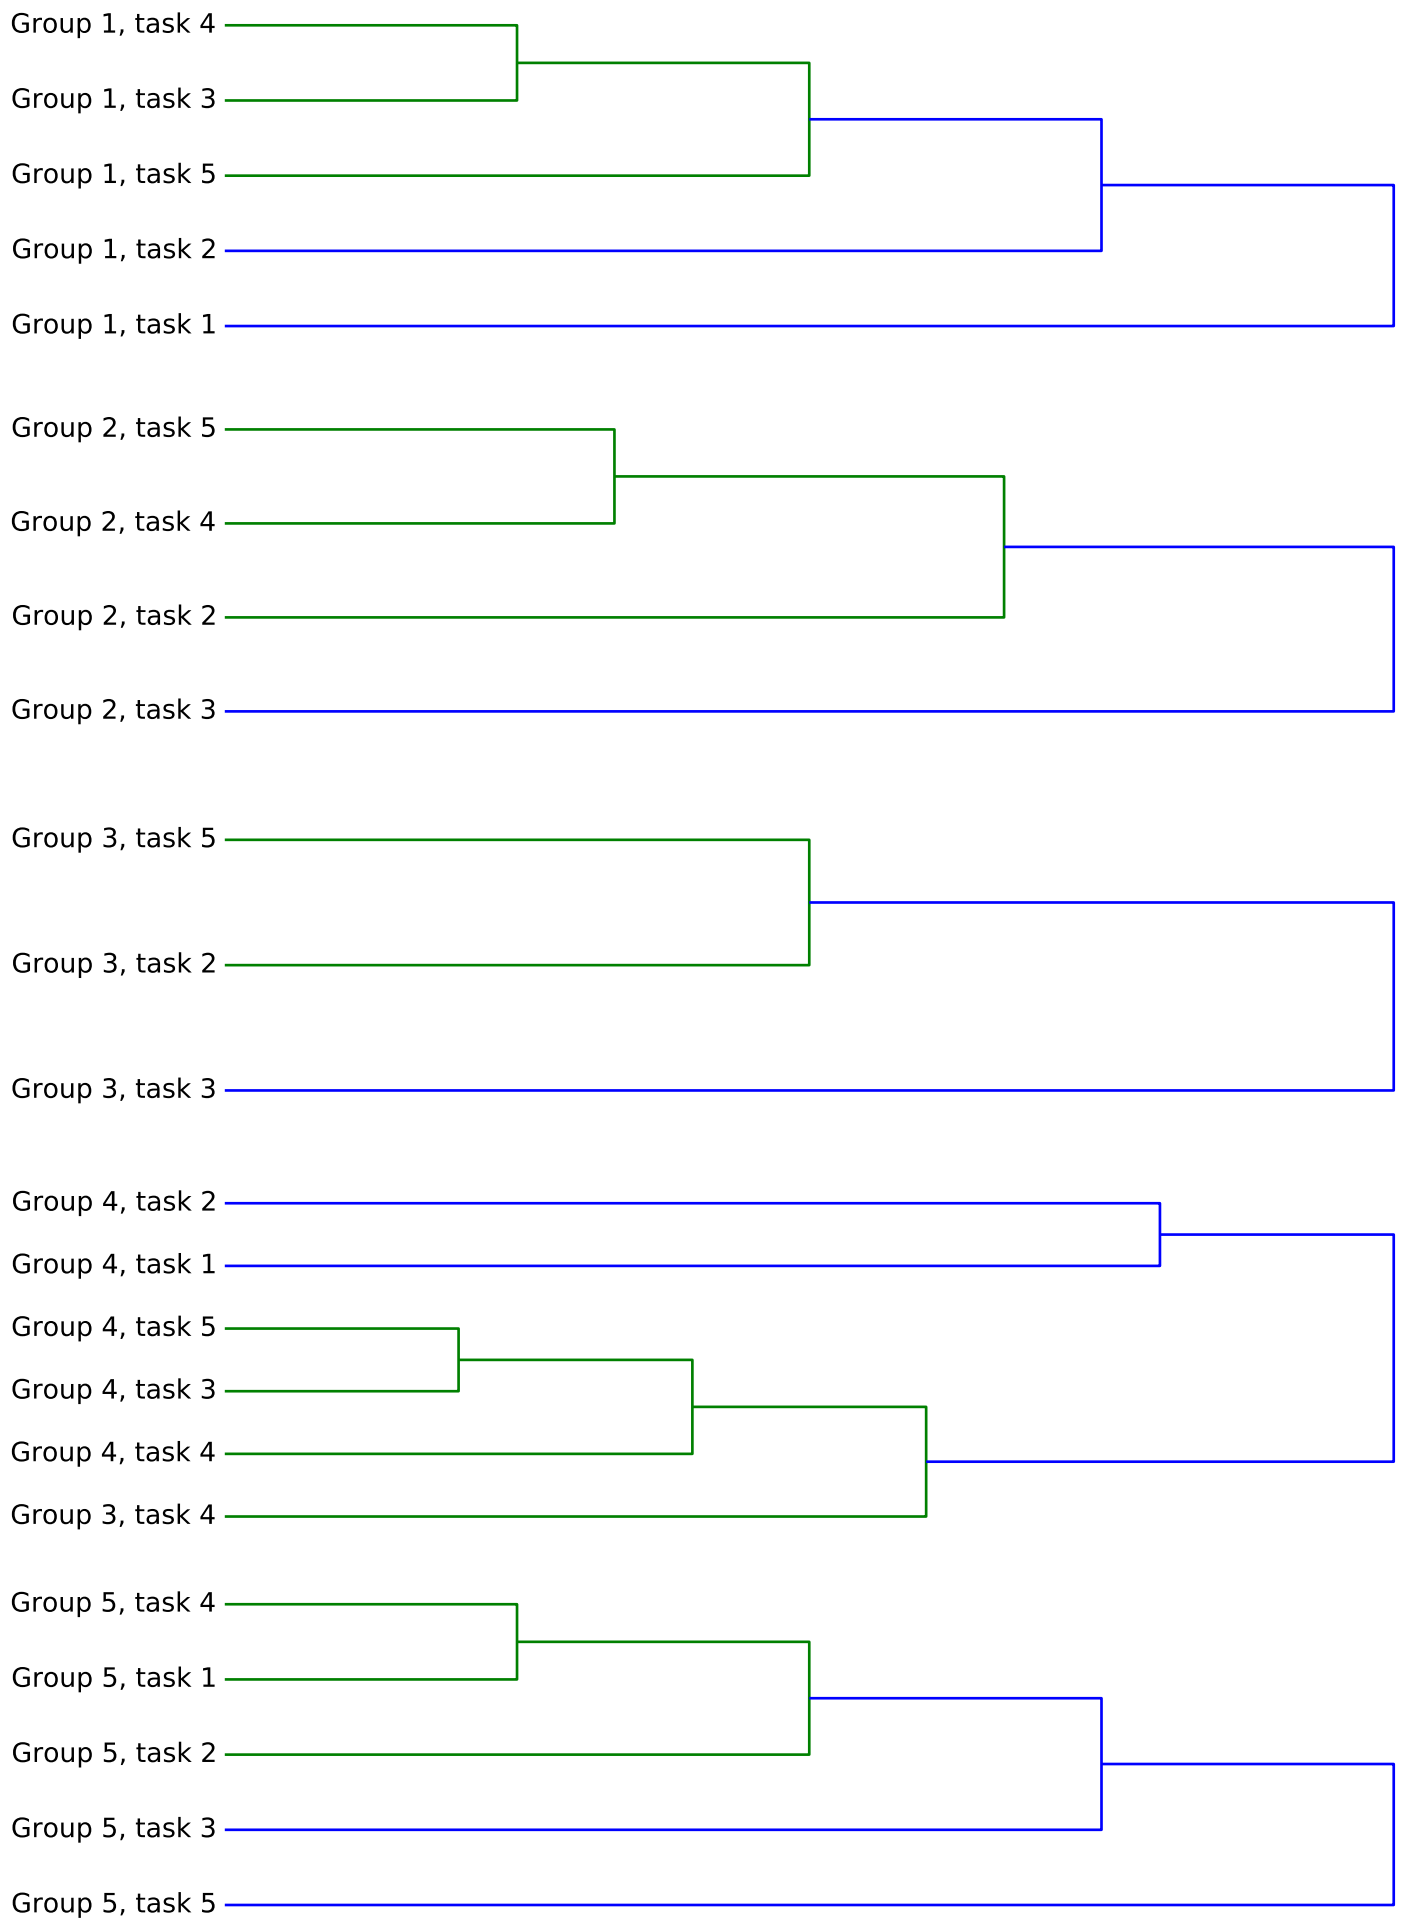 Group 1, task 4
Group 1, task 3
Group 1, task 5
Group 1, task 2
Group 1, task 1
Group 2, task 5
Group 2, task 4
Group 2, task 2
Group 2, task 3
Group 3, task 5
Group 3, task 2
Group 3, task 3
Group 4, task 2
Group 4, task 1
Group 4, task 5
Group 4, task 3
Group 4, task 4
Group 3, task 4
Group 5, task 4
Group 5, task 1
Group 5, task 2
Group 5, task 3
Group 5, task 5